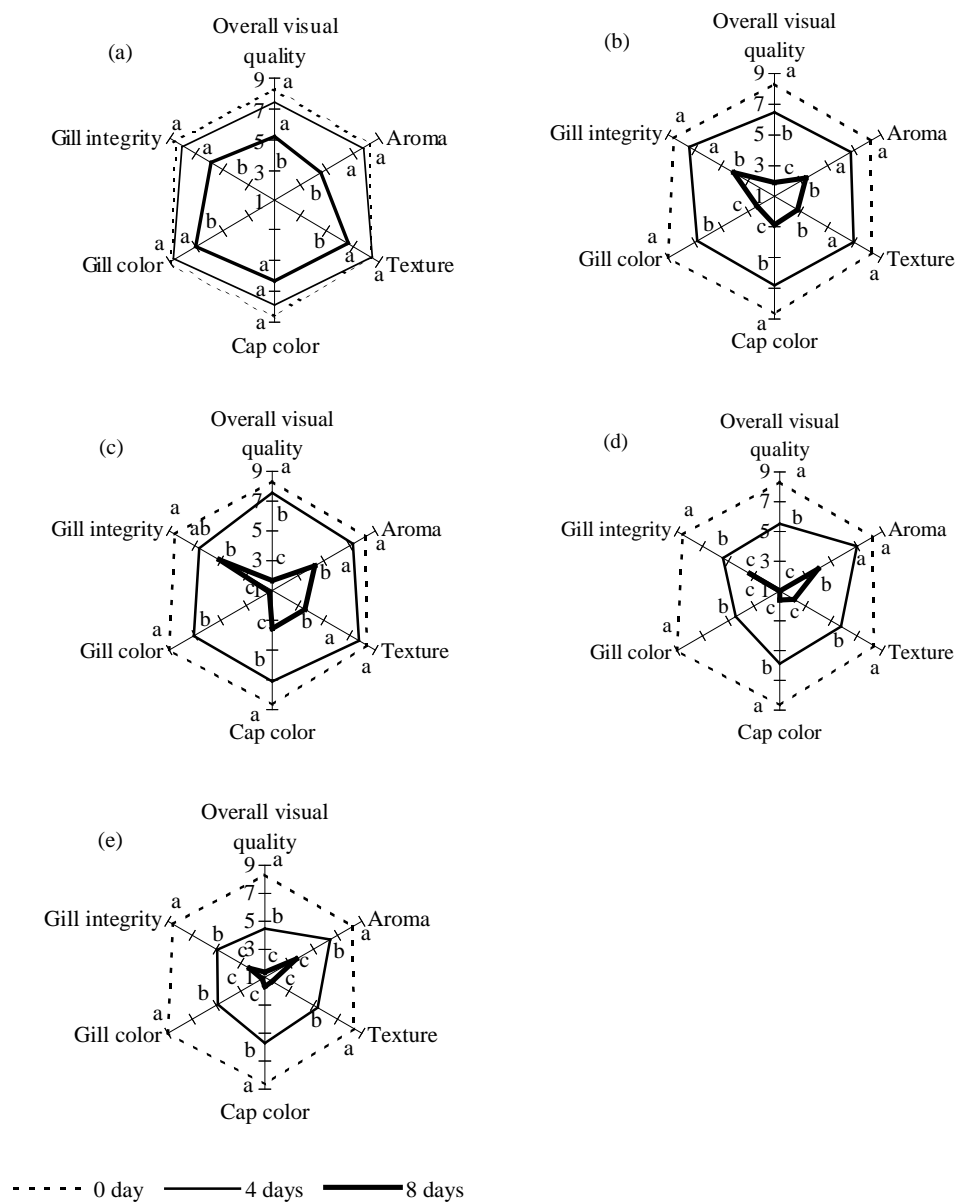 Overall visual
quality
(a)
9 a
7
Gill integrity a a 5 a a Aroma
a b 3 b b a
1
b b
a a a a
Gill color a Texture
a
a
Cap color
Overall visual
quality
(b)
9 a
7
Gill integrity a 5 b a Aroma
a b 3 c a a
c 1 b
a b c b a
Gill color b Texture
a
a
Cap color
Overall visual
quality
(c)
9 a
7
Gill integrity a ab 5 b Aroma
b 3 c b a a
c 1
a b c b a
Gill color b Texture
a
a
Cap color
Overall visual
quality
(d)
9 a
7
Gill integrity a 5 b Aroma
b c 3 c b a a
c 1
a b c c b
Gill color b Texture
a
a
Cap color
Overall visual
quality
(e)
9 a
7
Gill integrity a 5 b Aroma
b c 3 c c b a
c 1 c
a b c b
Gill color b a Texture
a
Cap color
0 day 4 days 8 days